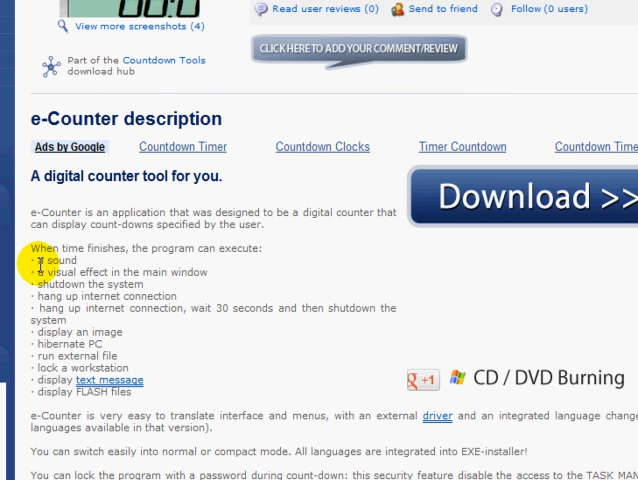 00:0
Read user reviews (0) Send to friend Follow (0 users)
View more screenshots (4)
CLICK HERE TO ADD YOUR COMMENT/REVIEW
Part of the Countdown Tools
download hub
e-Counter description
Ads by Google Countdown Timer Countdown Clocks Timer Countdown Countdown Time
A digital counter tool for you.
Download >>
e-Counter is an application that was designed to be a digital counter that
can display count-downs specified by the user.
When time finishes, the program can execute:
· a sound
· a visual effect in the main window
· shutdown the system
· hang up internet connection
· hang up internet connection, wait 30 seconds and then shutdown the
system
· display an image
· hibernate PC
· run external file
· lock a workstation
· display text message
· display FLASH files
g +1 CD / DVD Burning
e-Counter is very easy to translate interface and menus, with an external driver and an integrated language change
languages available in that version).
You can switch easily into normal or compact mode. All languages are integrated into EXE-installer!
You can lock the program with a password during count-down: this security feature disable the access to the TASK MAN